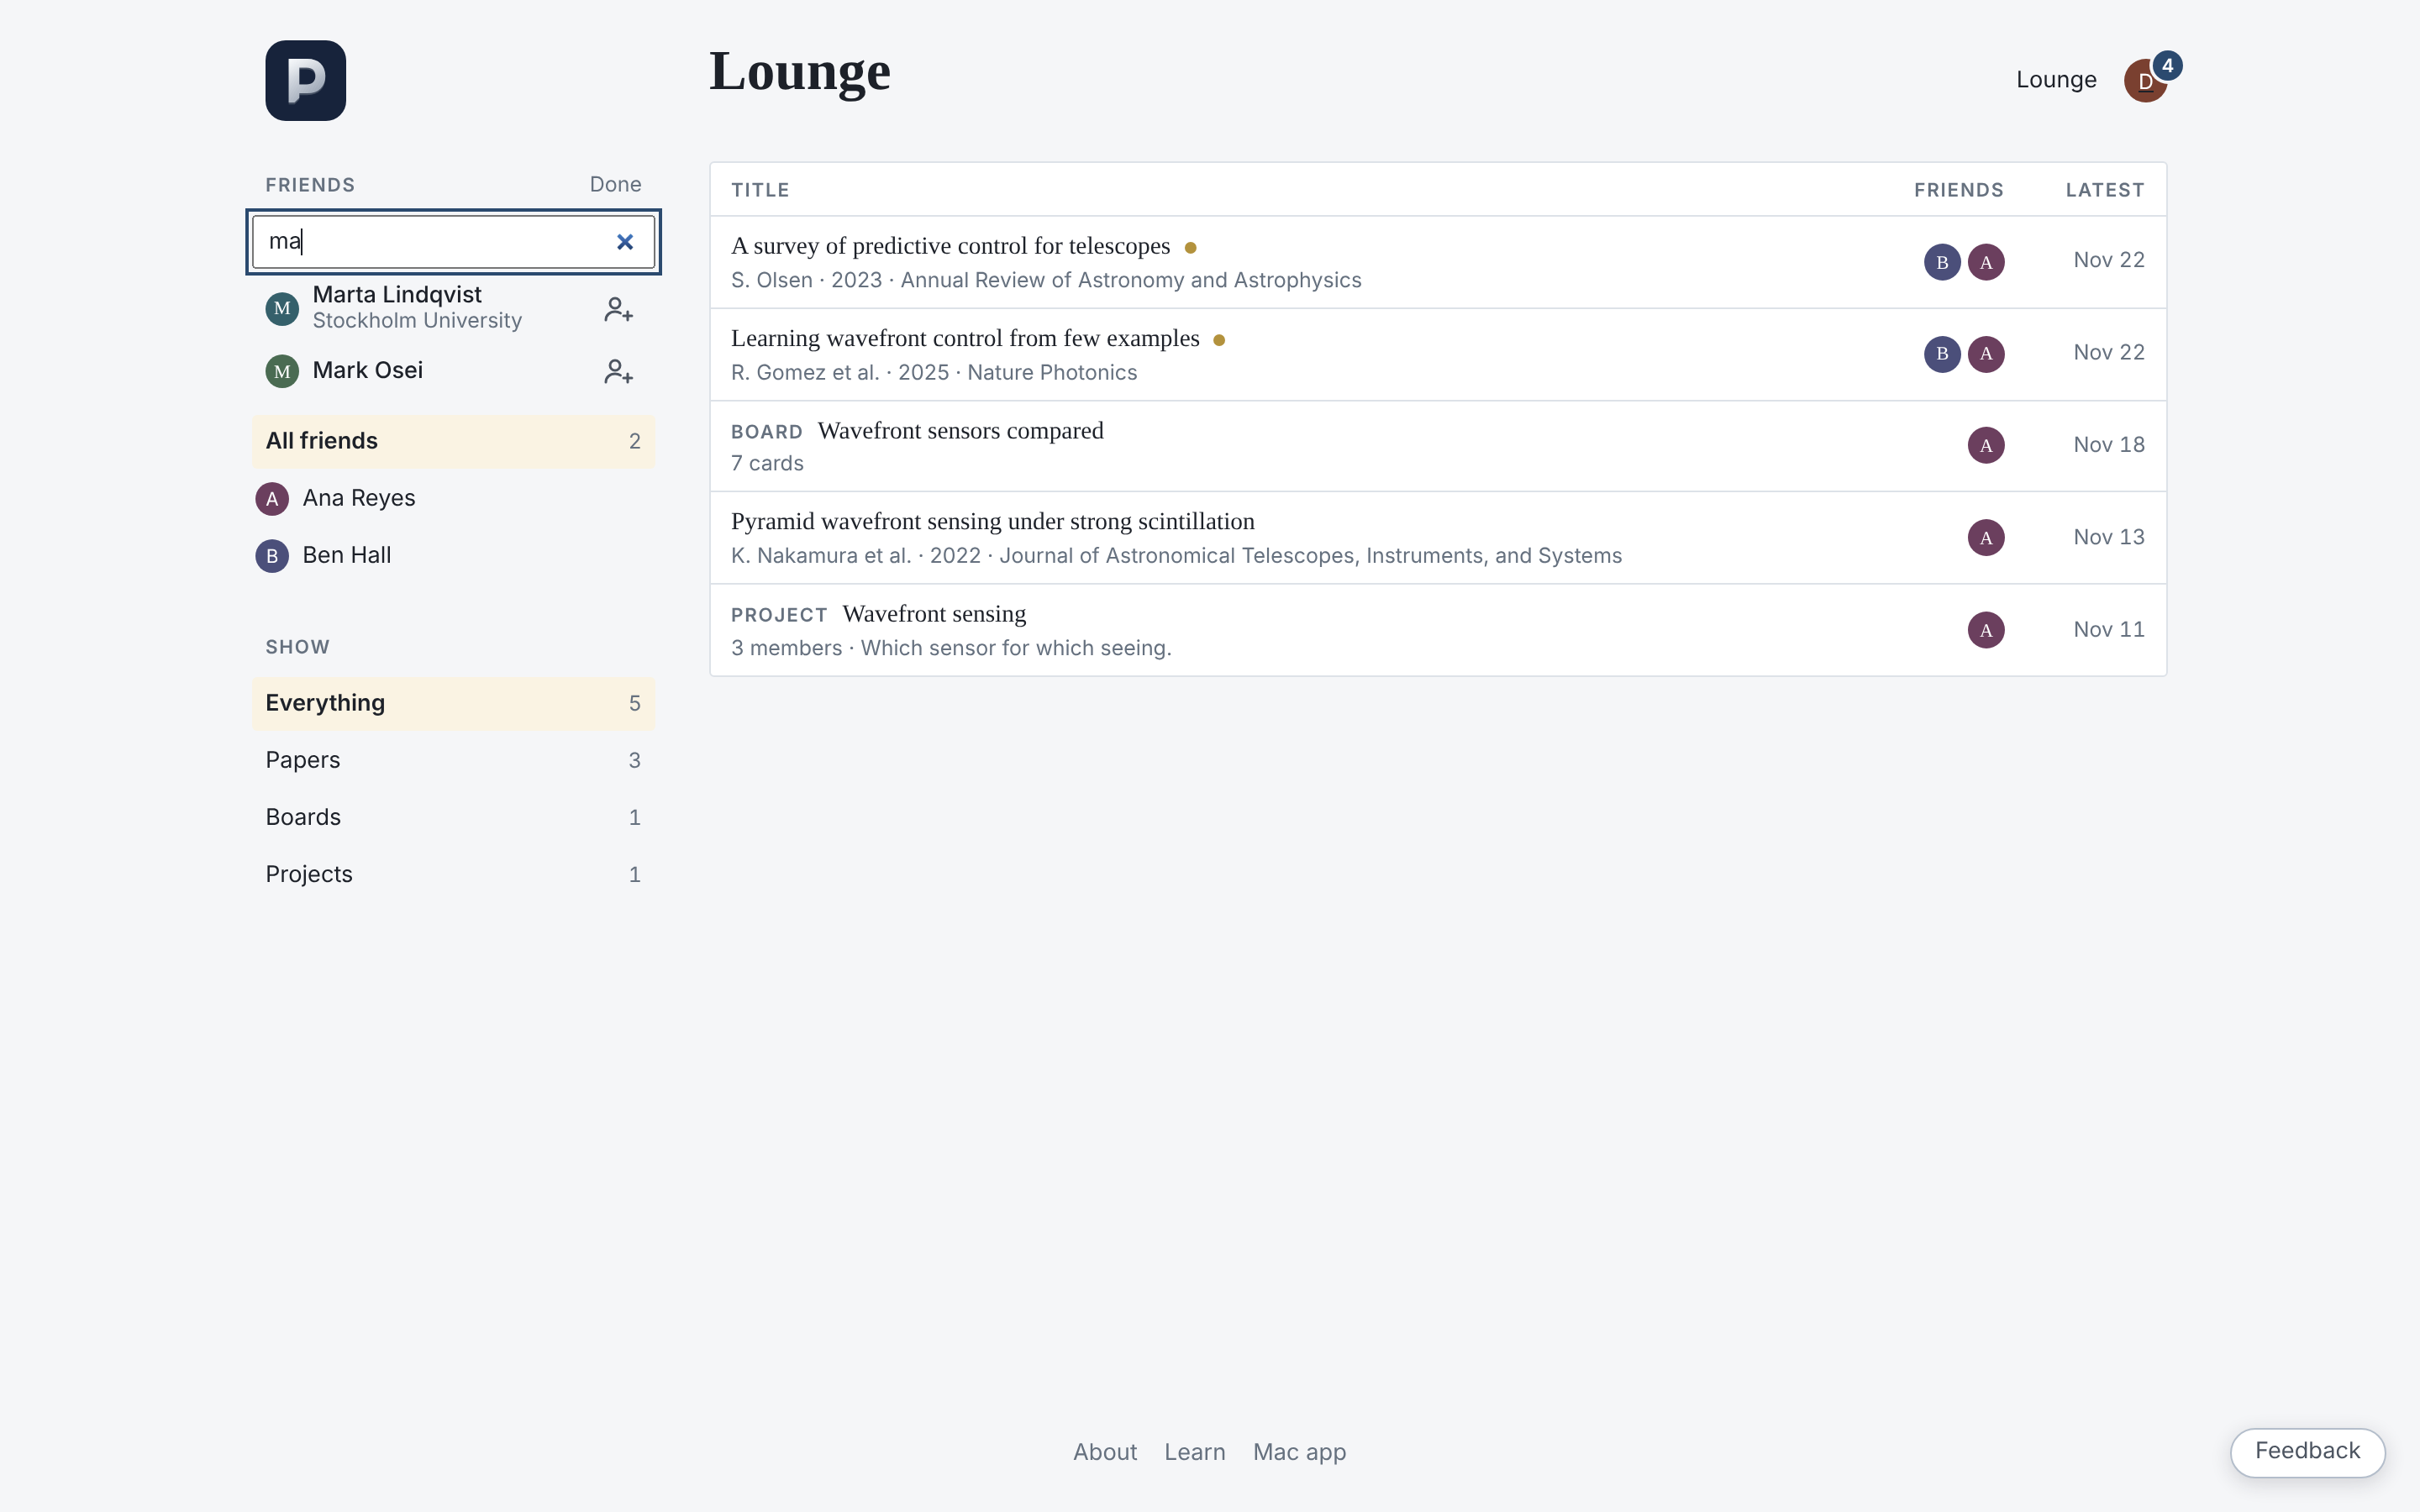 P
Lounge
Lounge
D
4
FRIENDS
Done
ma
M
Marta Lindqvist
Stockholm University
M
Mark Osei
All friends 2
A Ana Reyes
B Ben Hall
SHOW
Everything 5
Papers 3
Boards 1
Projects 1
TITLE FRIENDS LATEST
A survey of predictive control for telescopes
S. Olsen · 2023 · Annual Review of Astronomy and Astrophysics
B A Nov 22
Learning wavefront control from few examples
R. Gomez et al. · 2025 · Nature Photonics
B A Nov 22
BOARD Wavefront sensors compared
7 cards
A Nov 18
Pyramid wavefront sensing under strong scintillation
K. Nakamura et al. · 2022 · Journal of Astronomical Telescopes, Instruments, and Systems
A Nov 13
PROJECT Wavefront sensing
3 members · Which sensor for which seeing.
A Nov 11
About Learn Mac app
Feedback